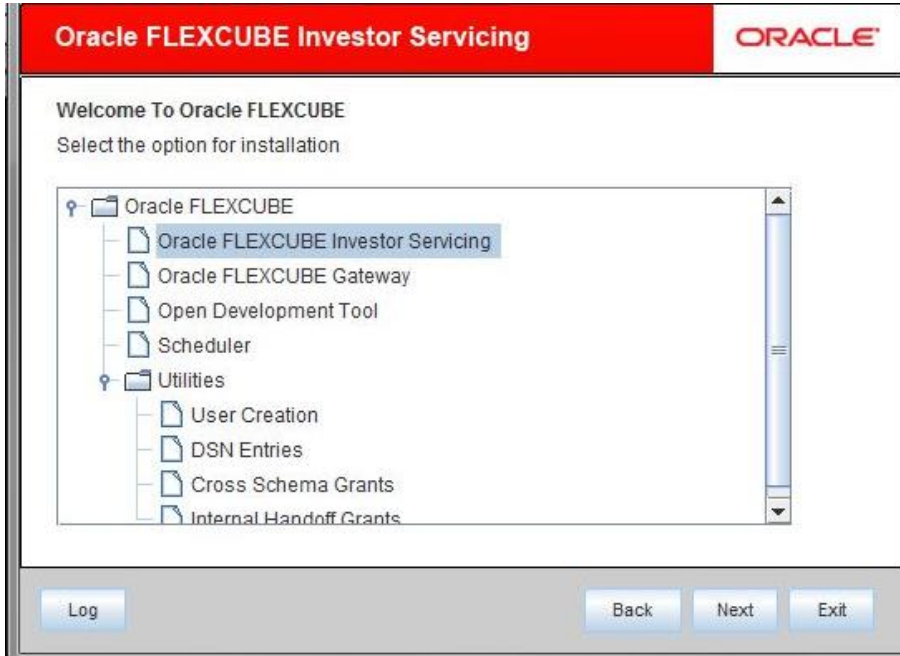 Oracle FLEXCUBE Investor Servicing
ORACLE
Welcome To Oracle FLEXCUBE
Select the option for installation
Oracle FLEXCUBE
Oracle FLEXCUBE Investor Servicing
Oracle FLEXCUBE Gateway
Open Development Tool
Scheduler
Utilities
User Creation
DSN Entries
Cross Schema Grants
Internal Handoff Grants
Log
Back
Next
Exit